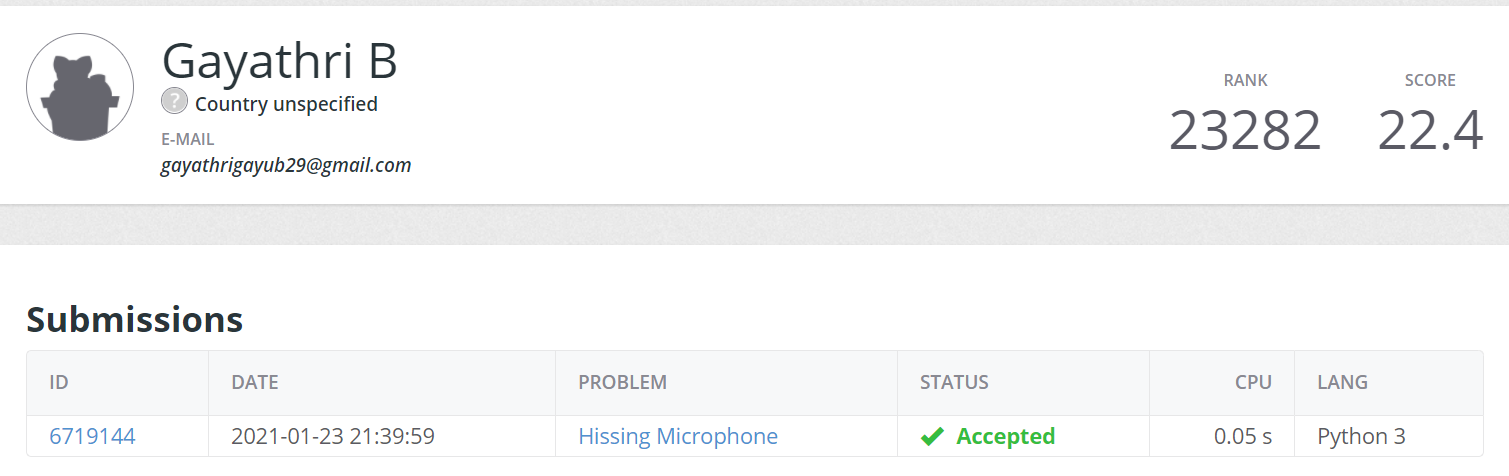 Gayathri B
? Country unspecified
E-MAIL
gayathrigayub29@gmail.com
RANK SCORE
23282 22.4
Submissions
ID DATE PROBLEM STATUS CPU LANG
6719144 2021-01-23 21:39:59 Hissing Microphone Accepted 0.05 s Python 3